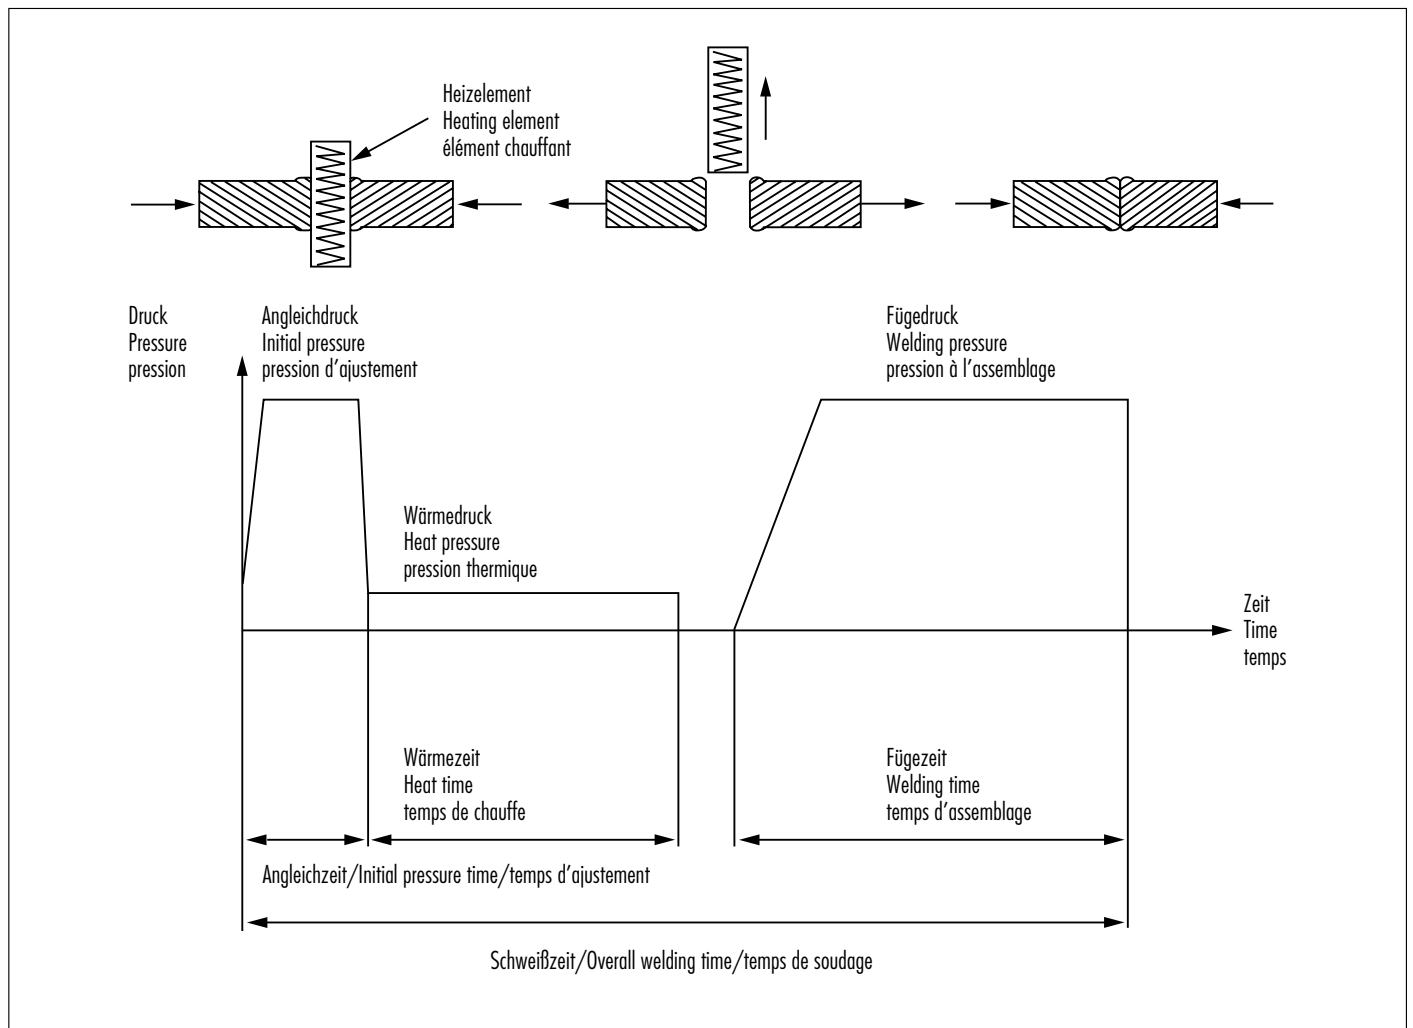 Heizelement
Heating element
élément chauffant
Druck
Pressure
pression
Angleichdruck
Initial pressure
pression d'ajustement
Fügedruck
Welding pressure
pression à l'assemblage
Wärmedruck
Heat pressure
pression thermique
Zeit
Time
temps
Wärmezeit
Heat time
temps de chauffe
Fügezeit
Welding time
temps d'assemblage
Angleichzeit/Initial pressure time/temps d'ajustement
Schweißzeit/Overall welding time/temps de soudage